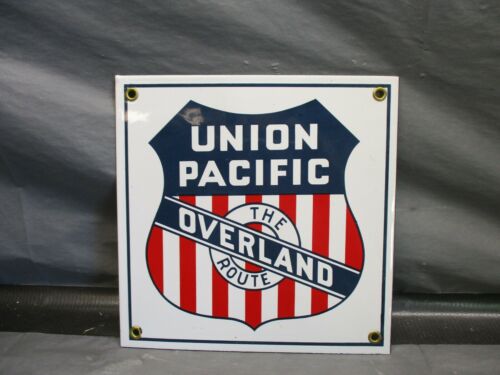 UNION
PACIFIC
THE
OVERLAND
ROUTE